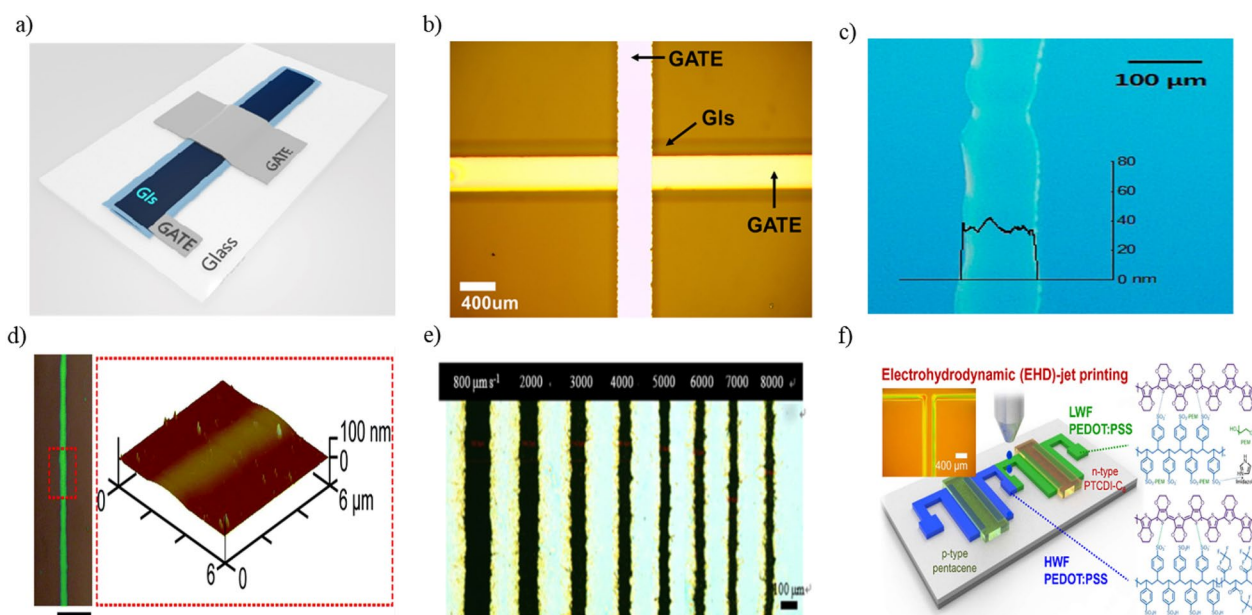 a)
GIs
GATE
GATE
Glass
b)
GATE
GIs
GATE
400um
c)
100 µm
80
60
40
20
0 nm
d)
100 nm
0
0
6 µm
6
0
e)
800 µm s⁻¹ 2000 3000 4000 5000 6000 7000 8000
100 µm
f)
Electrohydrodynamic (EHD)-jet printing
400 µm
LWF
PEDOT:PSS
n-type
p-type
pentacene
HWF
PEDOT:PSS